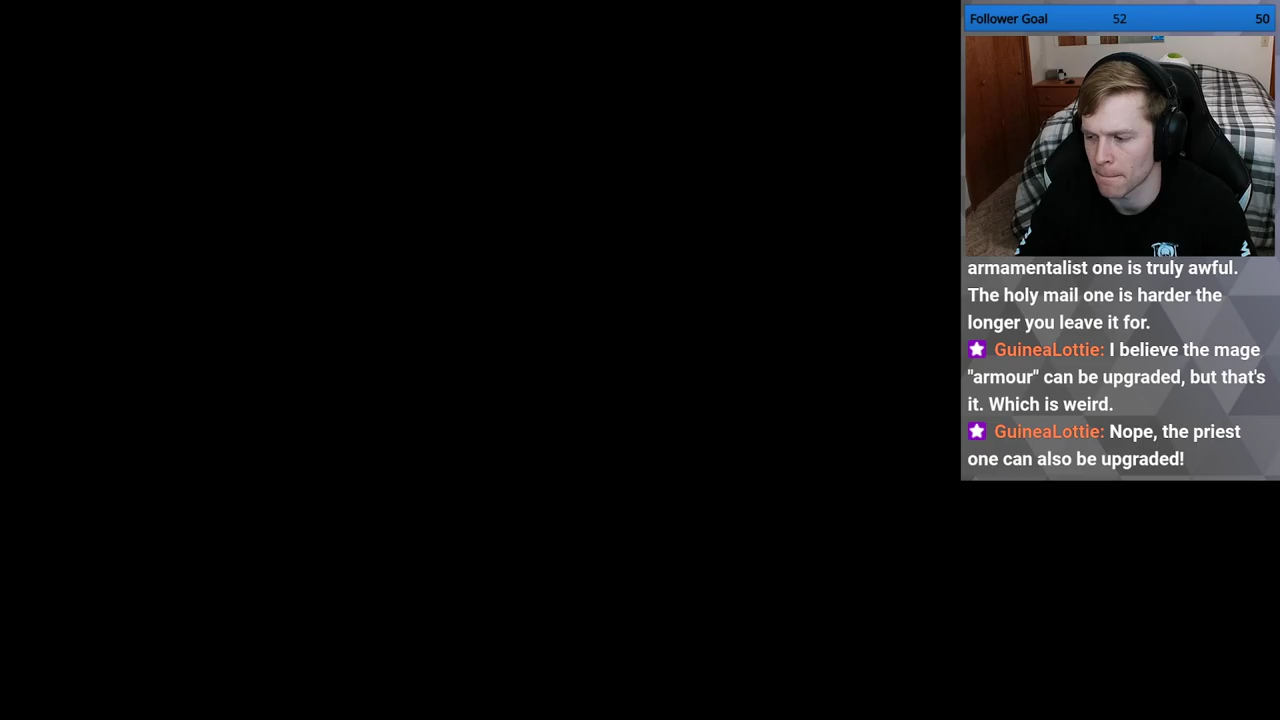 Follower Goal 52 50
armamentalist one is truly awful.
The holy mail one is harder the
longer you leave it for.
GuineaLottie: I believe the mage
"armour" can be upgraded, but that's
it. Which is weird.
GuineaLottie: Nope, the priest
one can also be upgraded!